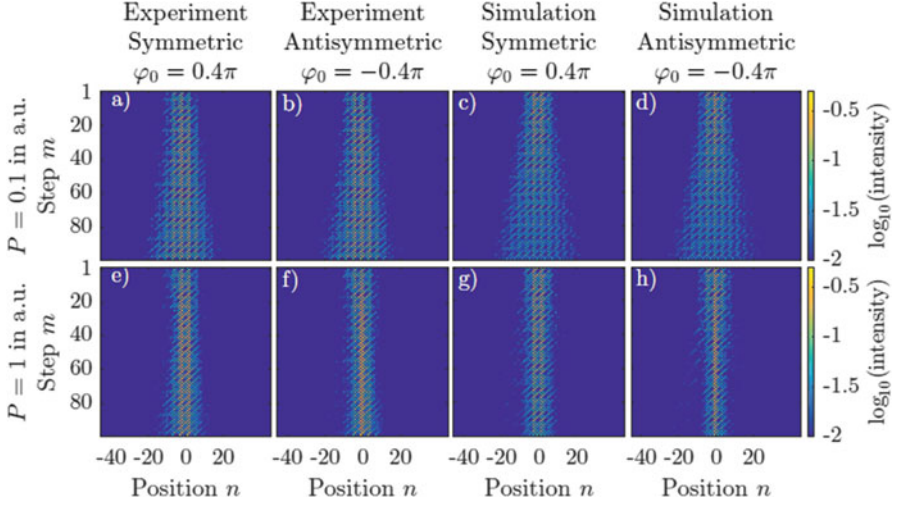 Experiment Experiment Simulation Simulation
Symmetric Antisymmetric Symmetric Antisymmetric
φ₀ = 0.4π φ₀ = −0.4π φ₀ = 0.4π φ₀ = −0.4π
P = 0.1 in a.u.
Step m
1
20
40
60
80
a)
b)
c)
d)
-0.5
-1
-1.5
-2
log₁₀(intensity)
P = 1 in a.u.
Step m
1
20
40
60
80
e)
f)
g)
h)
-0.5
-1
-1.5
-2
log₁₀(intensity)
-40 -20 0 20 -40 -20 0 20 -40 -20 0 20 -40 -20 0 20
Position n Position n Position n Position n